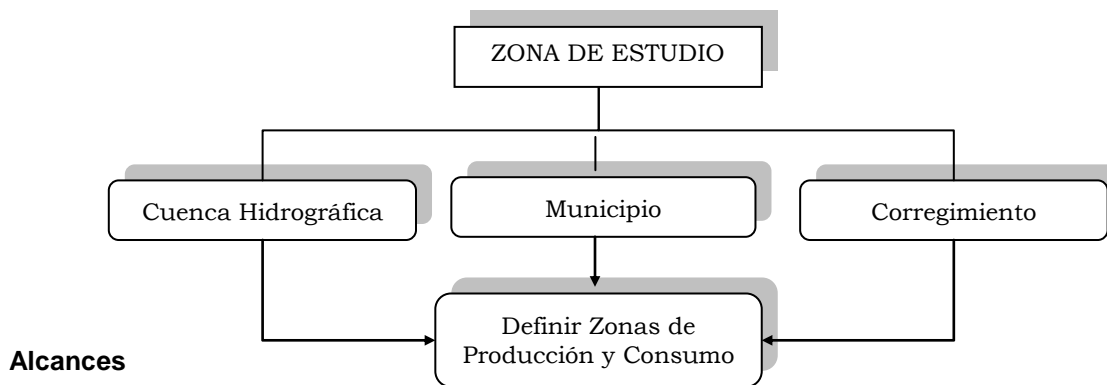 ZONA DE ESTUDIO
Cuenca Hidrográfica
Municipio
Corregimiento
Definir Zonas de
Producción y Consumo
Alcances